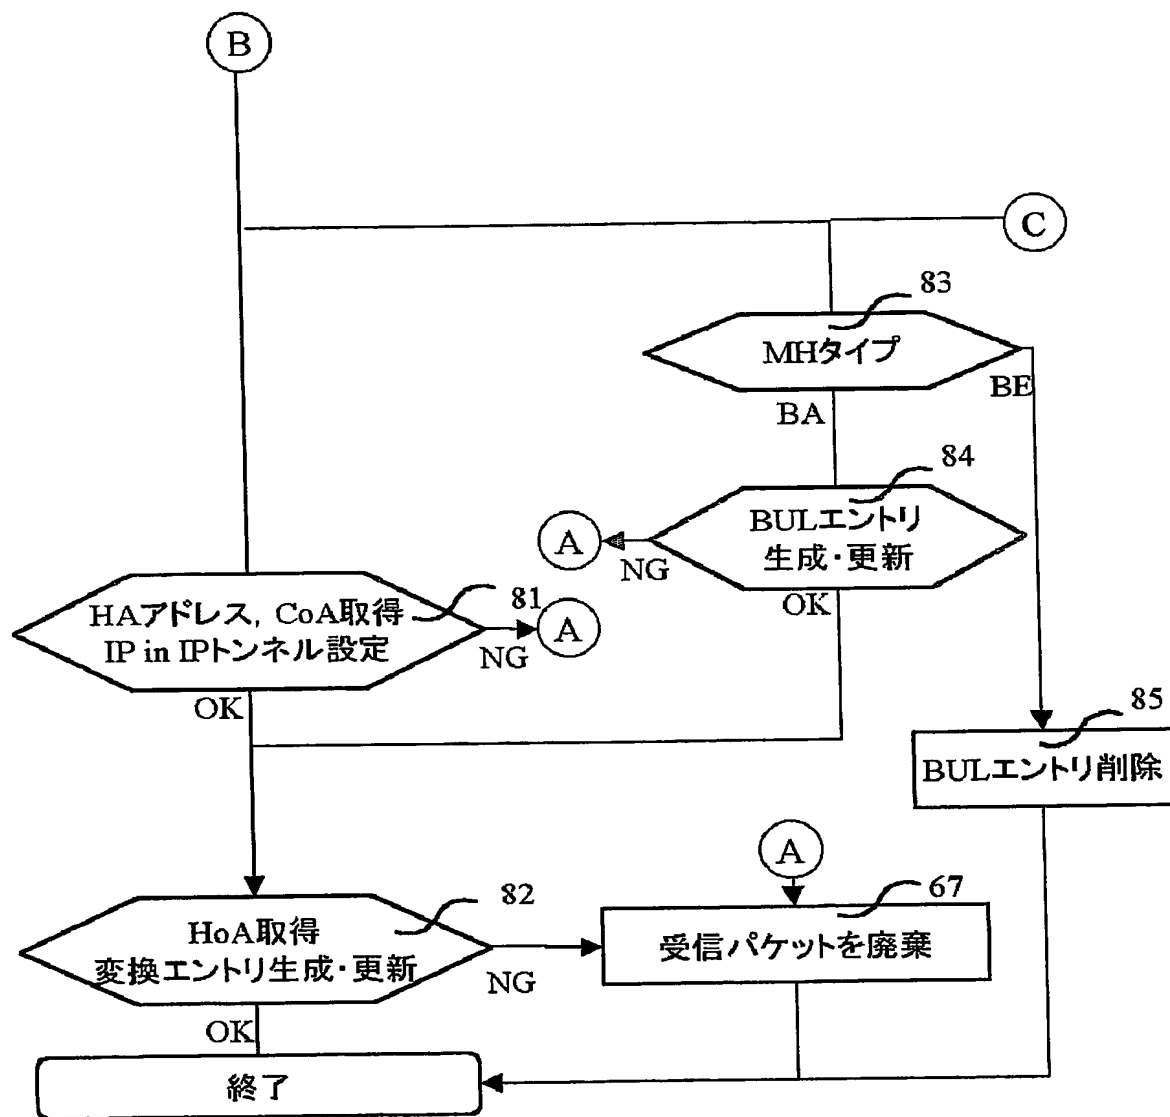 B
C
83
MHタイプ
BE
BA
84
BULエントリ
生成・更新
A
NG
OK
HAアドレス, CoA取得
IP in IPトンネル設定
81
A
NG
OK
85
BULエントリ削除
A
67
受信パケットを廃棄
82
HoA取得
変換エントリ生成・更新
NG
OK
終了